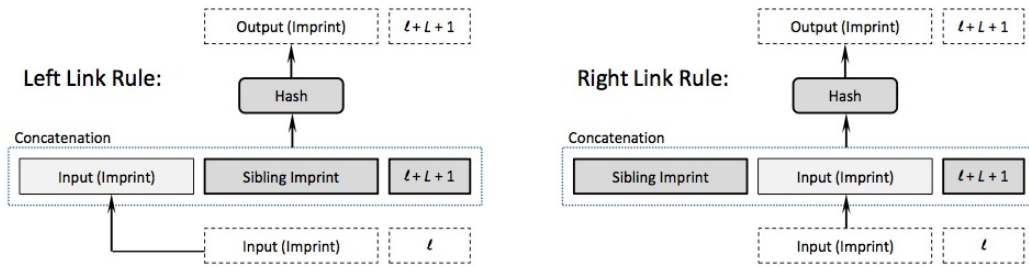 Output (Imprint) ℓ + L + 1
Left Link Rule:
Hash
Concatenation
Input (Imprint) Sibling Imprint ℓ + L + 1
Input (Imprint) ℓ
Output (Imprint) ℓ + L + 1
Right Link Rule:
Hash
Concatenation
Sibling Imprint Input (Imprint) ℓ + L + 1
Input (Imprint) ℓ